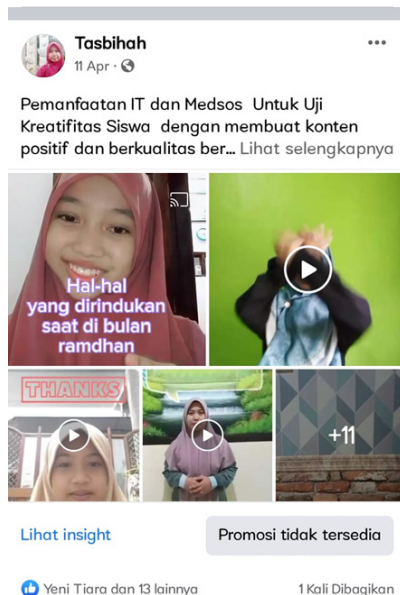 Tasbihah
11 Apr
Pemanfaatan IT dan Medsos Untuk Uji
Kreatifitas Siswa dengan membuat konten
positif dan berkualitas ber... Lihat selengkapnya
Hal-hal
yang dirindukan
saat di bulan
ramdhan
THANKS
+11
Lihat insight
Promosi tidak tersedia
Yeni Tiara dan 13 lainnya
1 Kali Dibagikan